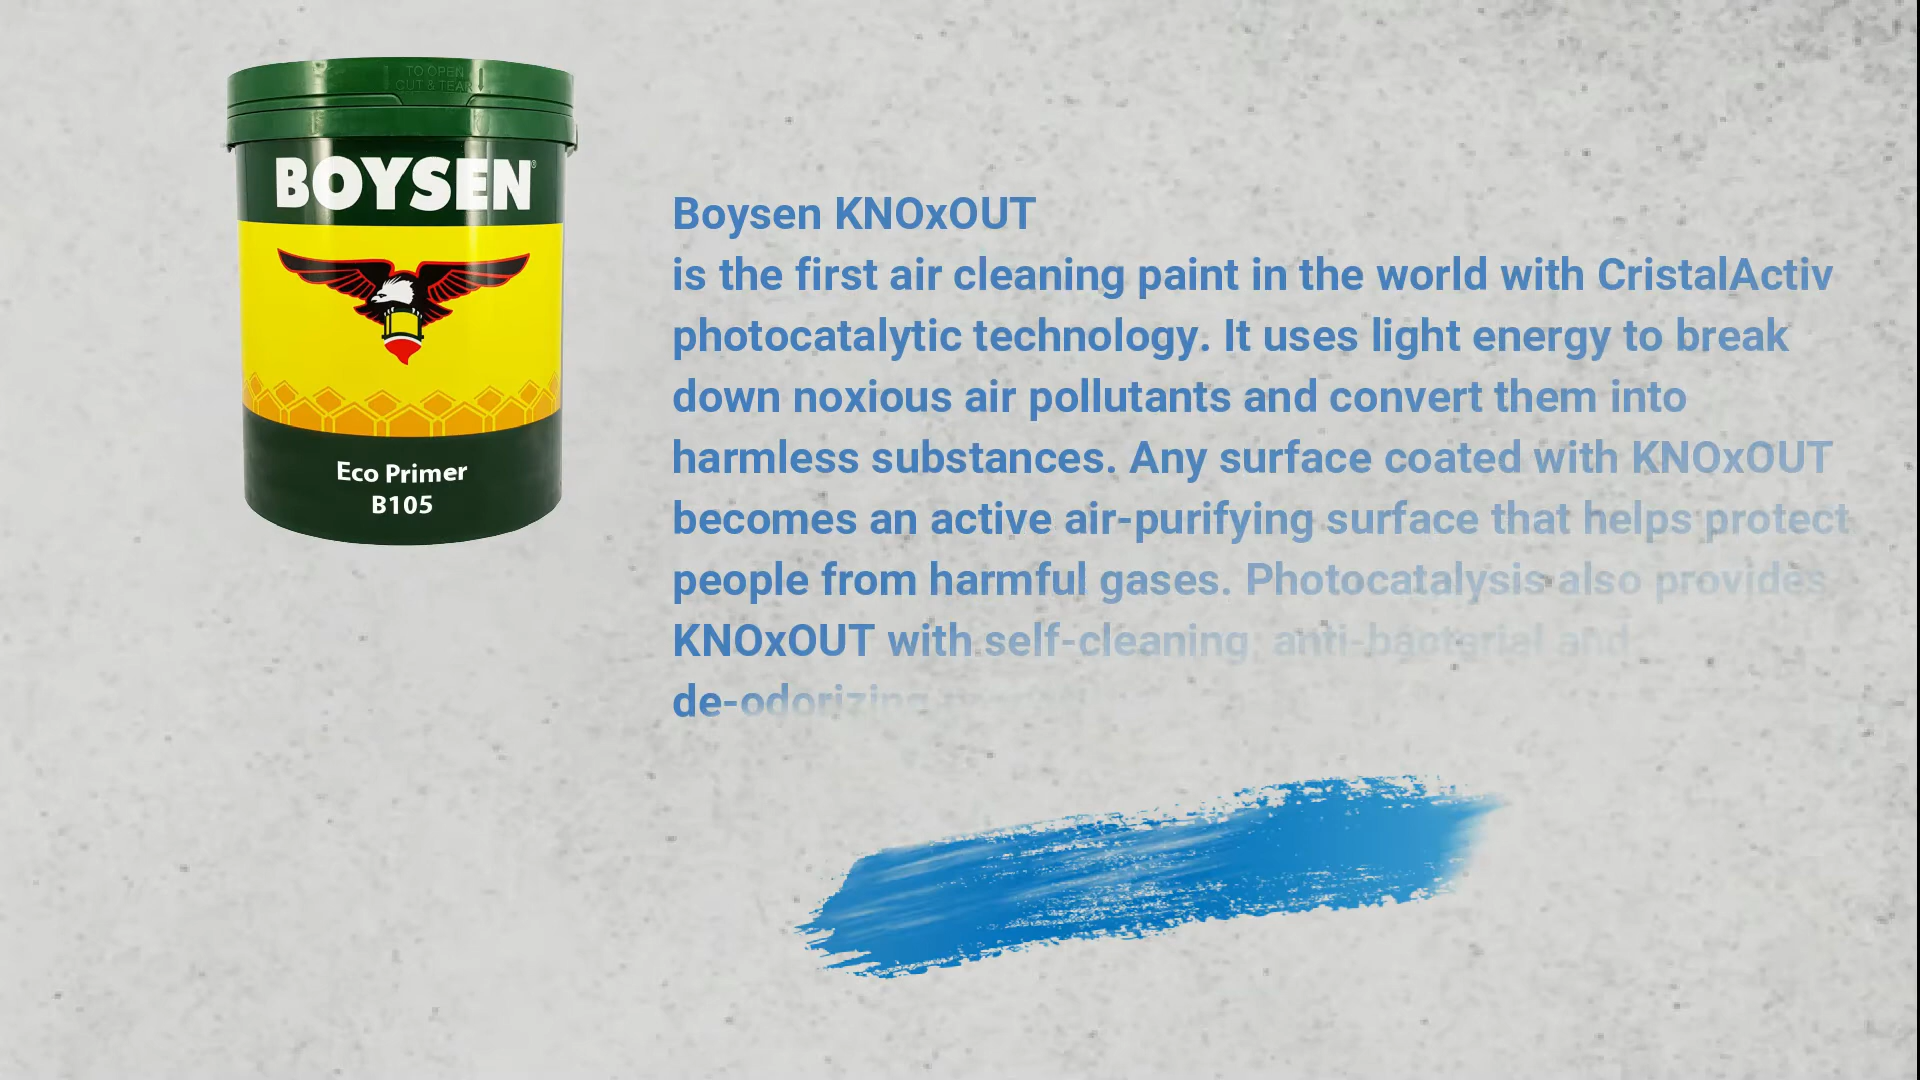 TO OPEN
CUT & TEAR
BOYSEN
Eco Primer
B105
Boysen KNOxOUT
is the first air cleaning paint in the world with CristalActiv
photocatalytic technology. It uses light energy to break
down noxious air pollutants and convert them into
harmless substances. Any surface coated with KNOxOUT
becomes an active air-purifying surface that helps protect
people from harmful gases. Photocatalysis also provides
KNOxOUT with self-cleaning, anti-bacterial and
de-odorizing